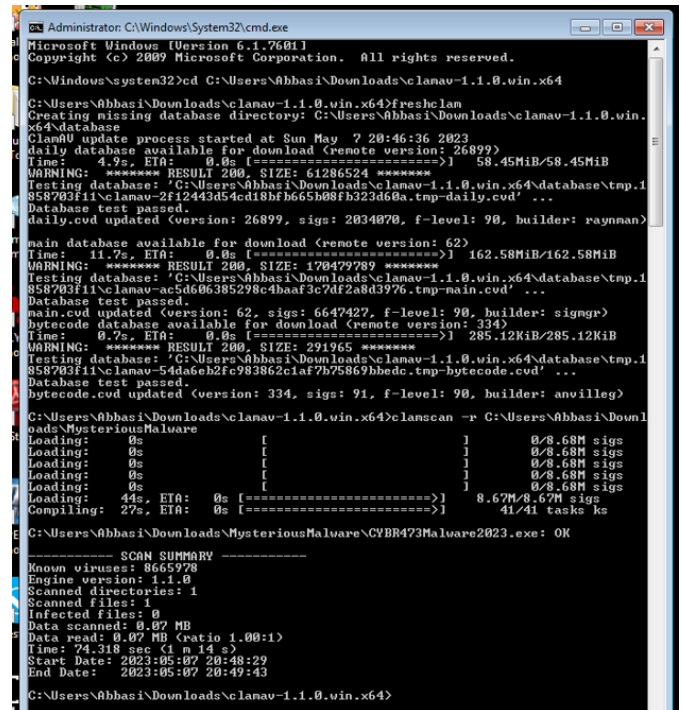 Administrator: C:\Windows\System32\cmd.exe
Microsoft Windows [Version 6.1.7601]
Copyright (c) 2009 Microsoft Corporation.  All rights reserved.
C:\Windows\system32>cd C:\Users\Abbasi\Downloads\clamav-1.1.0.win.x64
C:\Users\Abbasi\Downloads\clamav-1.1.0.win.x64>freshclam
Creating missing database directory: C:\Users\Abbasi\Downloads\clamav-1.1.0.win.
x64\database
ClamAV update process started at Sun May  7 20:46:36 2023
daily database available for download (remote version: 26899)
Time:    4.9s, ETA:    0.0s [========================>]   58.45MiB/58.45MiB
WARNING:  ******* RESULT 200, SIZE: 61286524 *******
Testing database: 'C:\Users\Abbasi\Downloads\clamav-1.1.0.win.x64\database\tmp.1
858703f11\clamav-2f12443d54cd18bfb665b08fb323d60a.tmp-daily.cvd' ...
Database test passed.
daily.cvd updated (version: 26899, sigs: 2034070, f-level: 90, builder: raynman)
main database available for download (remote version: 62)
Time:   11.7s, ETA:    0.0s [========================>]  162.58MiB/162.58MiB
WARNING:  ******* RESULT 200, SIZE: 170479789 *******
Testing database: 'C:\Users\Abbasi\Downloads\clamav-1.1.0.win.x64\database\tmp.1
858703f11\clamav-ac5d606385298c4baaf3c7df2a8d3976.tmp-main.cvd' ...
Database test passed.
main.cvd updated (version: 62, sigs: 6647427, f-level: 90, builder: sigmgr)
bytecode database available for download (remote version: 334)
Time:    0.7s, ETA:    0.0s [========================>]  285.12KiB/285.12KiB
WARNING:  ******* RESULT 200, SIZE: 291965 *******
Testing database: 'C:\Users\Abbasi\Downloads\clamav-1.1.0.win.x64\database\tmp.1
858703f11\clamav-54da6eb2fc983862c1af7b75869bbedc.tmp-bytecode.cvd' ...
Database test passed.
bytecode.cvd updated (version: 334, sigs: 91, f-level: 90, builder: anvilleg)
C:\Users\Abbasi\Downloads\clamav-1.1.0.win.x64>clamscan -r C:\Users\Abbasi\Downl
oads\MysteriousMalware
Loading:     0s             [                         ]        0/8.68M sigs
Loading:     0s             [                         ]        0/8.68M sigs
Loading:     0s             [                         ]        0/8.68M sigs
Loading:     0s             [                         ]        0/8.68M sigs
Loading:     0s             [                         ]        0/8.68M sigs
Loading:    44s, ETA:   0s [========================>]    8.67M/8.67M sigs
Compiling:  27s, ETA:   0s [========================>]       41/41 tasks ks
C:\Users\Abbasi\Downloads\MysteriousMalware\CYBR473Malware2023.exe: OK
----------- SCAN SUMMARY -----------
Known viruses: 8665978
Engine version: 1.1.0
Scanned directories: 1
Scanned files: 1
Infected files: 0
Data scanned: 0.07 MB
Data read: 0.07 MB (ratio 1.00:1)
Time: 74.318 sec (1 m 14 s)
Start Date: 2023:05:07 20:48:29
End Date:   2023:05:07 20:49:43
C:\Users\Abbasi\Downloads\clamav-1.1.0.win.x64>